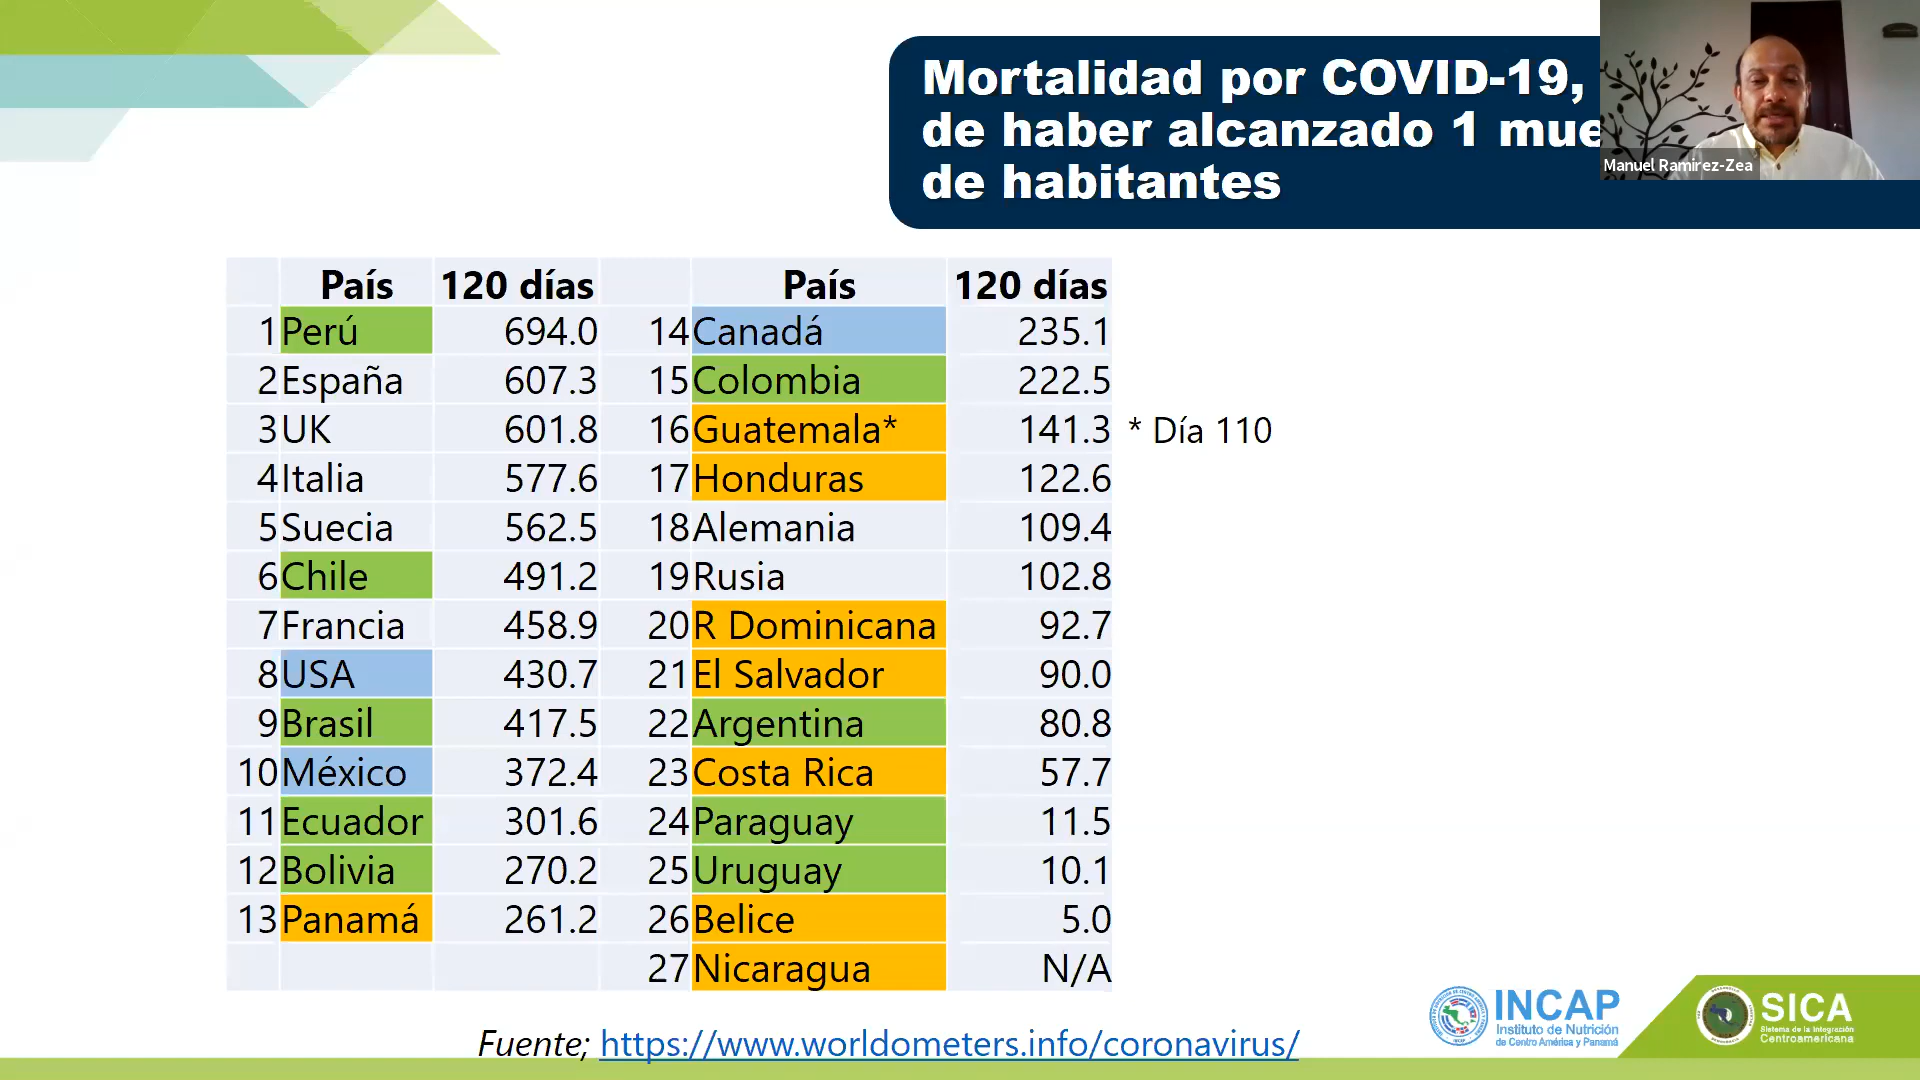 Mortalidad por COVID-19,
de haber alcanzado 1
de habitantes
Manuel Ramirez-Zea
País 120 días País 120 días
1 Perú 694.0 14 Canadá 235.1
2 España 607.3 15 Colombia 222.5
3 UK 601.8 16 Guatemala* 141.3 * Día 110
4 Italia 577.6 17 Honduras 122.6
5 Suecia 562.5 18 Alemania 109.4
6 Chile 491.2 19 Rusia 102.8
7 Francia 458.9 20 R Dominicana 92.7
8 USA 430.7 21 El Salvador 90.0
9 Brasil 417.5 22 Argentina 80.8
10 México 372.4 23 Costa Rica 57.7
11 Ecuador 301.6 24 Paraguay 11.5
12 Bolivia 270.2 25 Uruguay 10.1
13 Panamá 261.2 26 Belice 5.0
27 Nicaragua N/A
Fuente; https://www.worldometers.info/coronavirus/
INCAP
Instituto de Nutrición
de Centro América y Panamá
SICA
Sistema de la Integración
Centroamericana